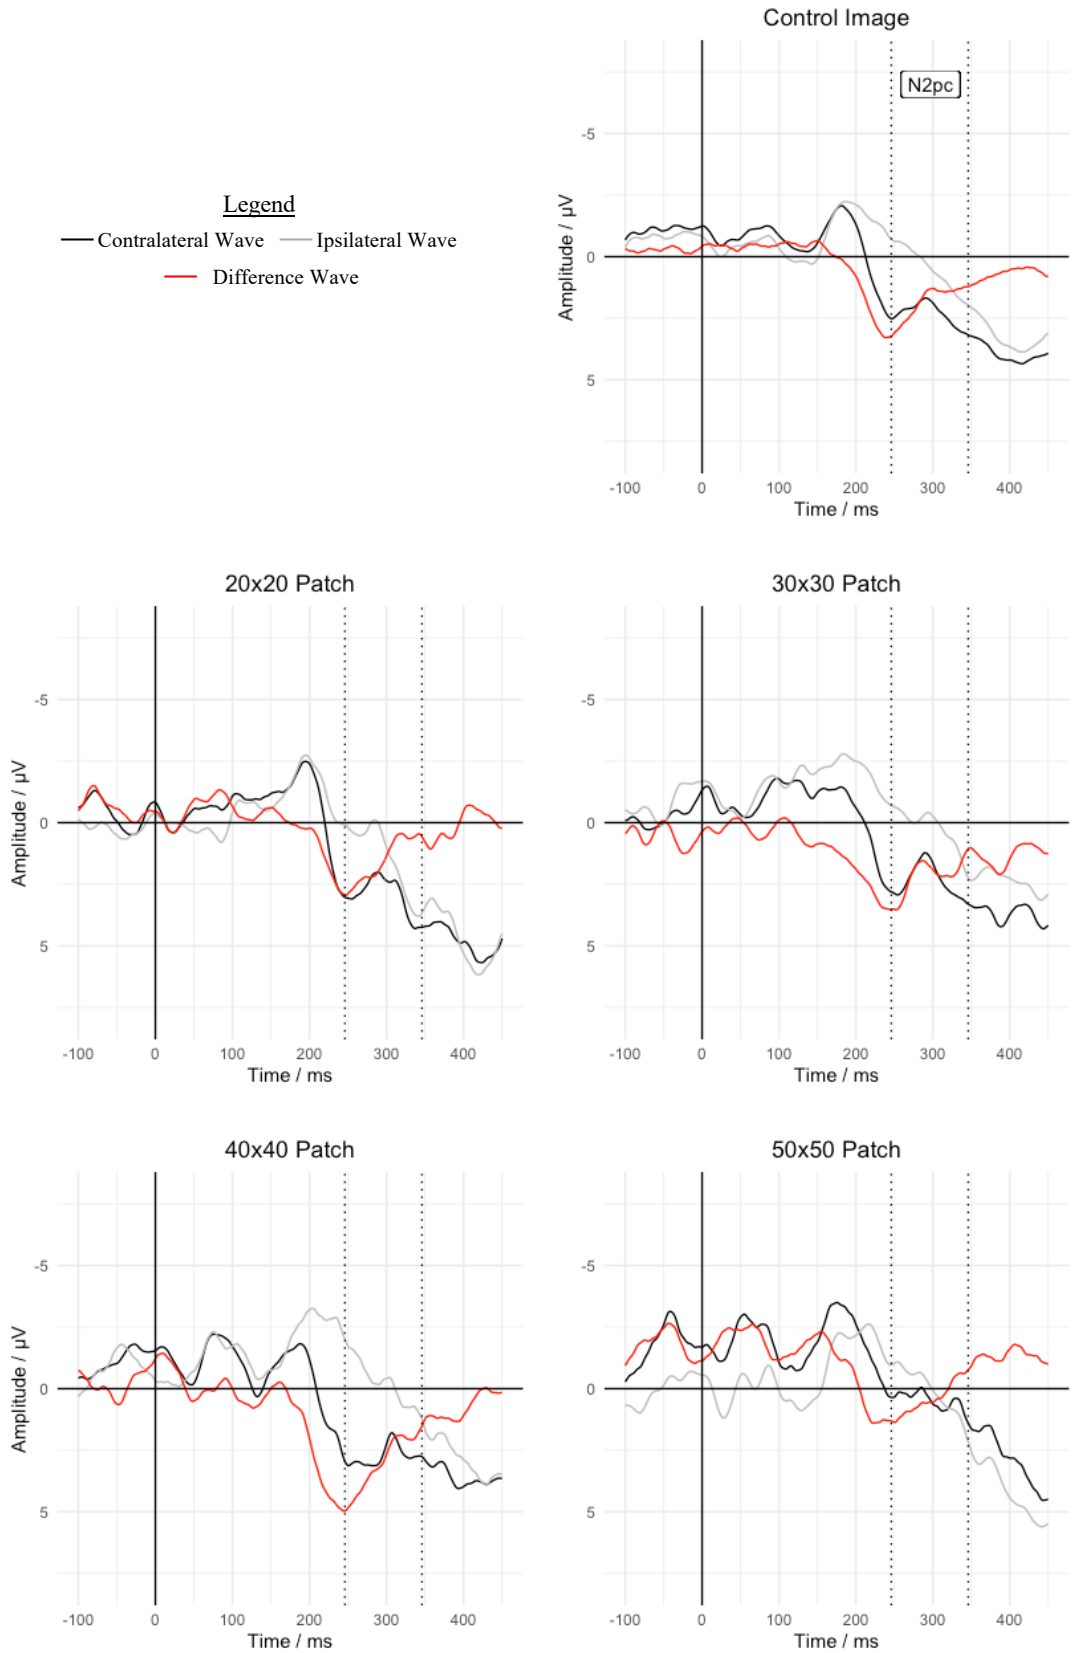 Control Image
N2pc
-5
0
5
Amplitude / µV
-100 0 100 200 300 400
Time / ms
Legend
Contralateral Wave Ipsilateral Wave
Difference Wave
20x20 Patch
-5
0
5
Amplitude / µV
-100 0 100 200 300 400
Time / ms
30x30 Patch
-5
0
5
Amplitude / µV
-100 0 100 200 300 400
Time / ms
40x40 Patch
-5
0
5
Amplitude / µV
-100 0 100 200 300 400
Time / ms
50x50 Patch
-5
0
5
Amplitude / µV
-100 0 100 200 300 400
Time / ms